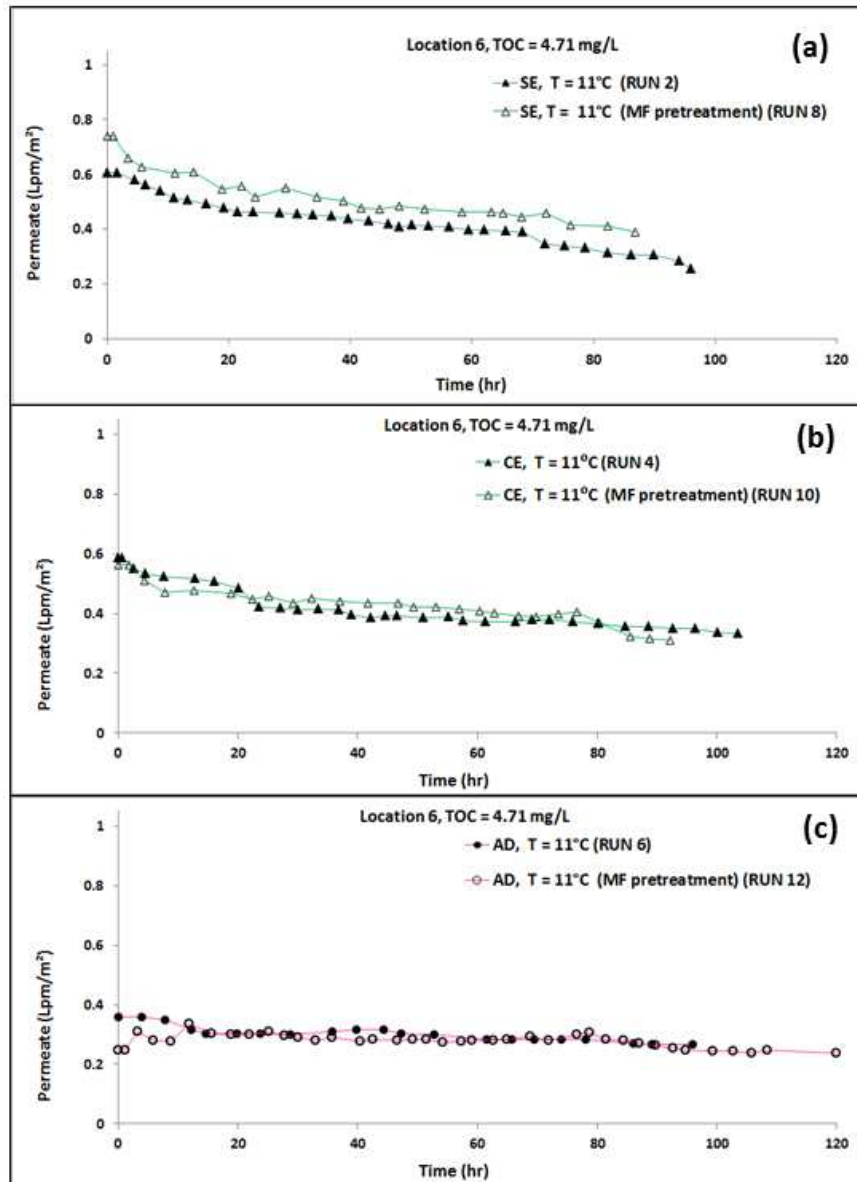 Location 6, TOC = 4.71 mg/L
(a)
SE, T = 11°C (RUN 2)
SE, T = 11°C (MF pretreatment) (RUN 8)
Permeate (Lpm/m²)
1
0.8
0.6
0.4
0.2
0
0 20 40 60 80 100 120
Time (hr)
Location 6, TOC = 4.71 mg/L
(b)
CE, T = 11°C (RUN 4)
CE, T = 11°C (MF pretreatment) (RUN 10)
Permeate (Lpm/m²)
1
0.8
0.6
0.4
0.2
0
0 20 40 60 80 100 120
Time (hr)
Location 6, TOC = 4.71 mg/L
(c)
AD, T = 11°C (RUN 6)
AD, T = 11°C (MF pretreatment) (RUN 12)
Permeate (Lpm/m²)
1
0.8
0.6
0.4
0.2
0
0 20 40 60 80 100 120
Time (hr)